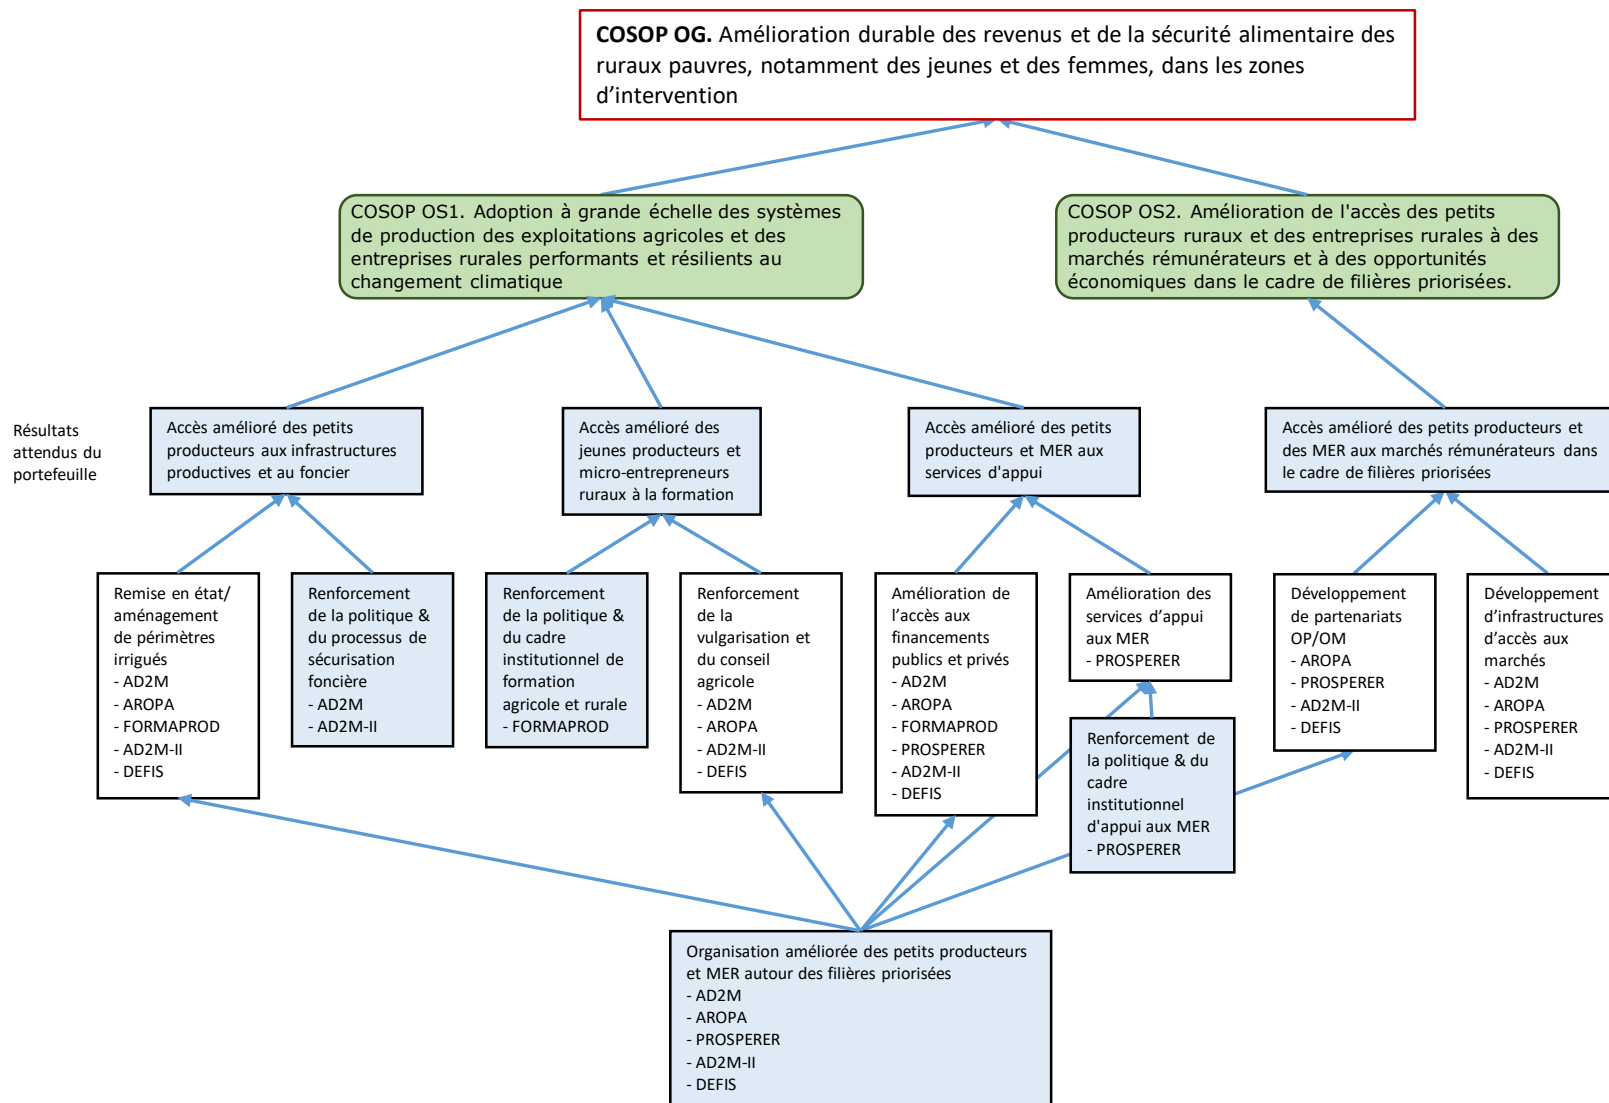 COSOP OG. Amélioration durable des revenus et de la sécurité alimentaire des
ruraux pauvres, notamment des jeunes et des femmes, dans les zones
d’intervention
COSOP OS1. Adoption à grande échelle des systèmes
de production des exploitations agricoles et des
entreprises rurales performants et résilients au
changement climatique
COSOP OS2. Amélioration de l'accès des petits
producteurs ruraux et des entreprises rurales à des
marchés rémunérateurs et à des opportunités
économiques dans le cadre de filières priorisées.
Résultats
attendus du
portefeuille
Accès amélioré des petits
producteurs aux infrastructures
productives et au foncier
Accès amélioré des
jeunes producteurs et
micro-entrepreneurs
ruraux à la formation
Accès amélioré des petits
producteurs et MER aux
services d'appui
Accès amélioré des petits producteurs et
des MER aux marchés rémunérateurs dans
le cadre de filières priorisées
Remise en état/
aménagement
de périmètres
irrigués
- AD2M
- AROPA
- FORMAPROD
- AD2M-II
- DEFIS
Renforcement
de la politique &
du processus de
sécurisation
foncière
- AD2M
- AD2M-II
Renforcement
de la politique &
du cadre
institutionnel de
formation
agricole et rurale
- FORMAPROD
Renforcement
de la
vulgarisation et
du conseil
agricole
- AD2M
- AROPA
- AD2M-II
- DEFIS
Amélioration de
l’accès aux
financements
publics et privés
- AD2M
- AROPA
- FORMAPROD
- PROSPERER
- AD2M-II
- DEFIS
Amélioration des
services d’appui
aux MER
- PROSPERER
Renforcement de
la politique & du
cadre
institutionnel
d'appui aux MER
- PROSPERER
Développement
de partenariats
OP/OM
- AROPA
- PROSPERER
- AD2M-II
- DEFIS
Développement
d’infrastructures
d’accès aux
marchés
- AD2M
- AROPA
- PROSPERER
- AD2M-II
- DEFIS
Organisation améliorée des petits producteurs
et MER autour des filières priorisées
- AD2M
- AROPA
- PROSPERER
- AD2M-II
- DEFIS